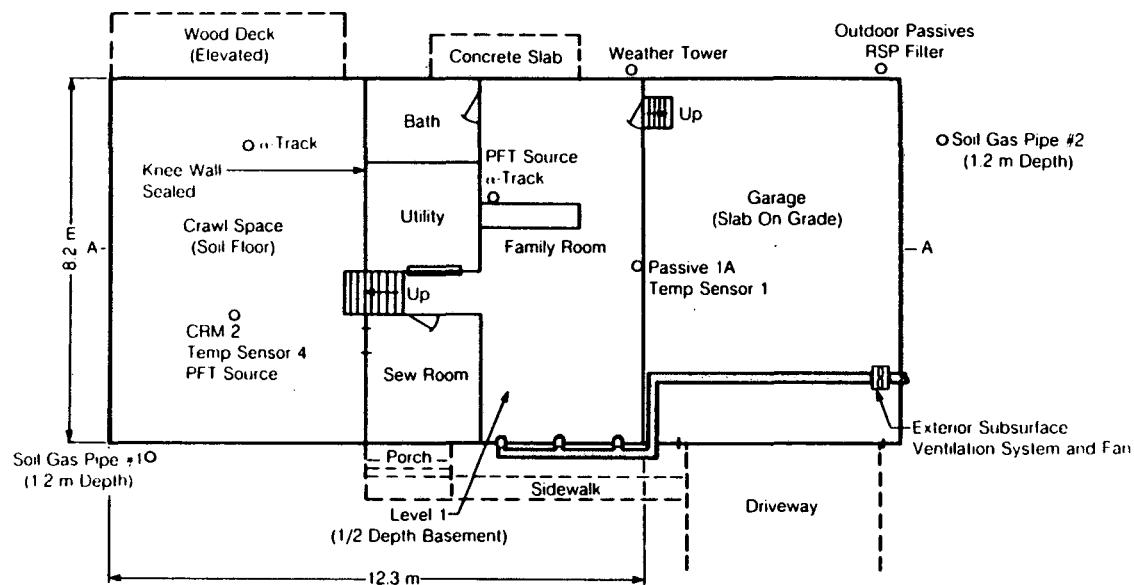 Wood Deck
(Elevated)
Concrete Slab
Weather Tower
Outdoor Passives
RSP Filter
Bath
Up
α-Track
Soil Gas Pipe #2
(1.2 m Depth)
Knee Wall
Sealed
PFT Source
α-Track
Garage
(Slab On Grade)
Crawl Space
(Soil Floor)
Utility
Family Room
8.2 m
A
A
Passive 1A
Temp Sensor 1
Up
CRM 2
Temp Sensor 4
PFT Source
Sew Room
Exterior Subsurface
Ventilation System and Fan
Soil Gas Pipe #1
(1.2 m Depth)
Porch
Sidewalk
Level 1
(1/2 Depth Basement)
Driveway
12.3 m